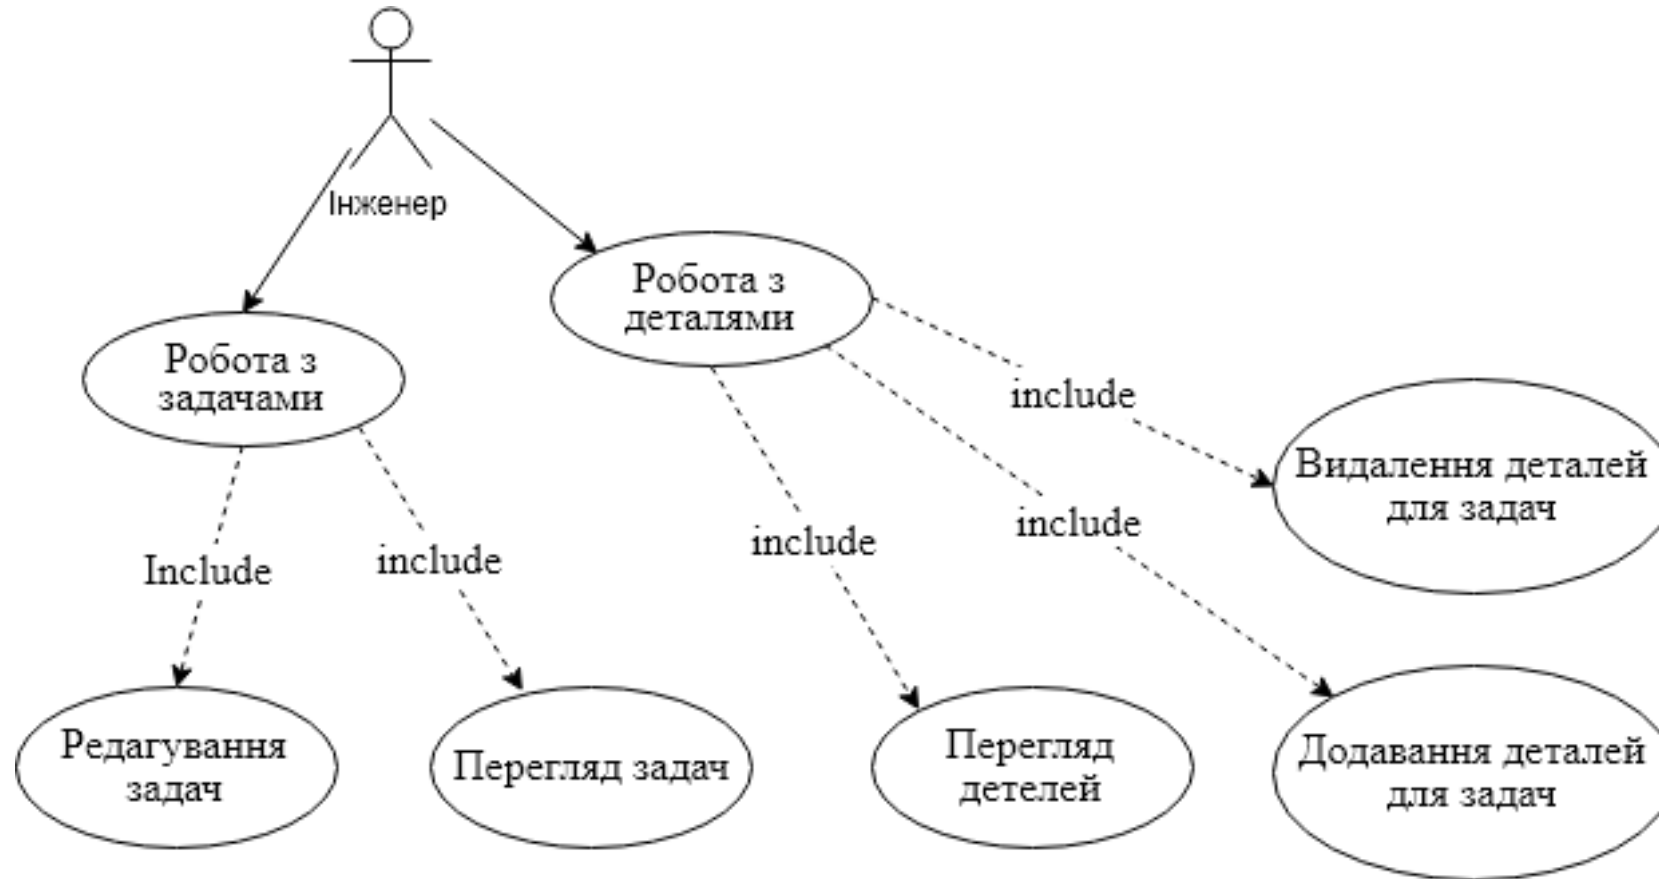 Інженер
Робота з
деталями
Робота з
задачами
include
Видалення деталей
для задач
include
include
include
Include
Редагування
задач
Перегляд задач
Перегляд
детелей
Додавання деталей
для задач